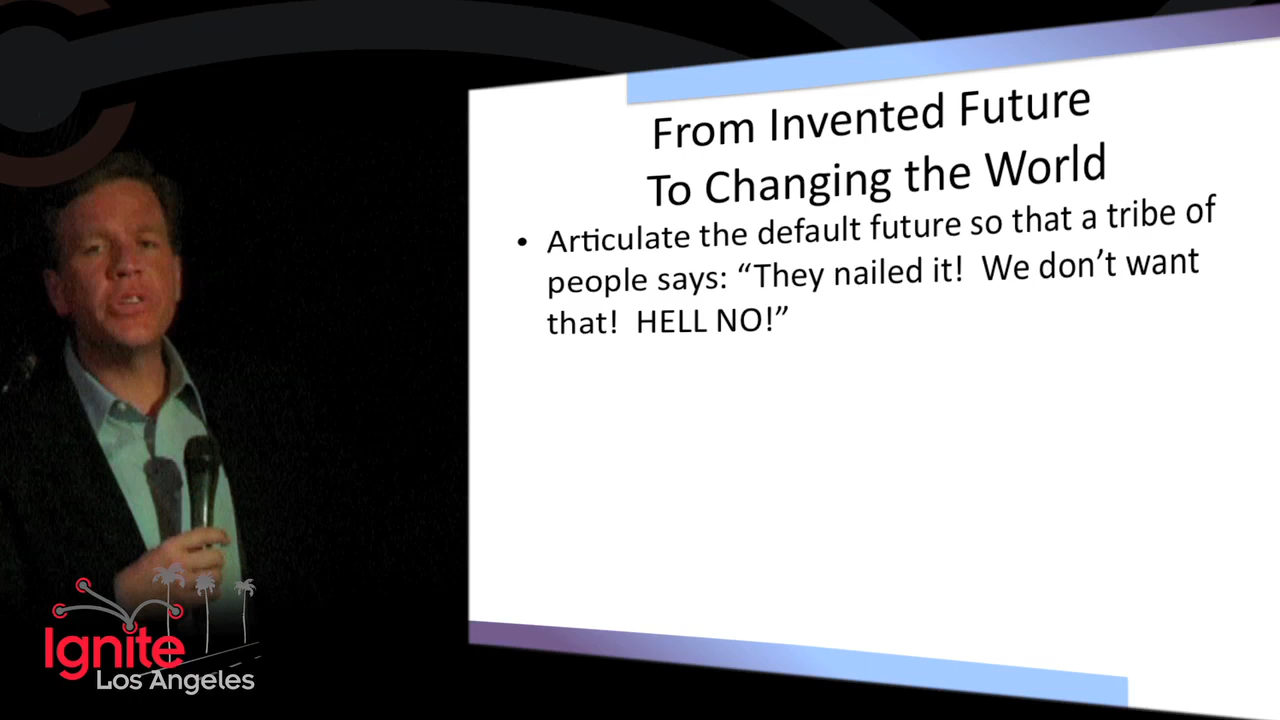 From Invented Future
To Changing the World
• Articulate the default future so that a tribe of
people says: “They nailed it!  We don’t want
that!  HELL NO!”
Ignite
Los Angeles